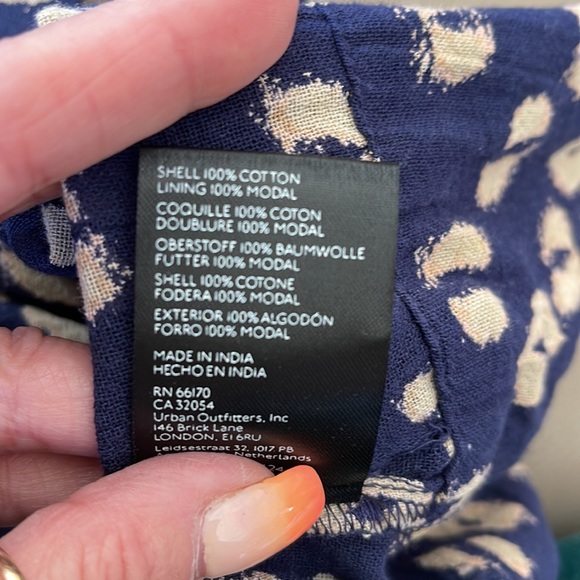 SHELL 100% COTTON
LINING 100% MODAL
COQUILLE 100% COTON
DOUBLURE 100% MODAL
OBERSTOFF 100% BAUMWOLLE
FUTTER 100% MODAL
SHELL 100% COTONE
FODERA 100% MODAL
EXTERIOR 100% ALGODÓN
FORRO 100% MODAL
MADE IN INDIA
HECHO EN INDIA
RN 66170
CA 32054
Urban Outfitters, Inc
146 Brick Lane
LONDON, E1 6RU
Leidsestraat 32, 1017 PB
Netherlands
24